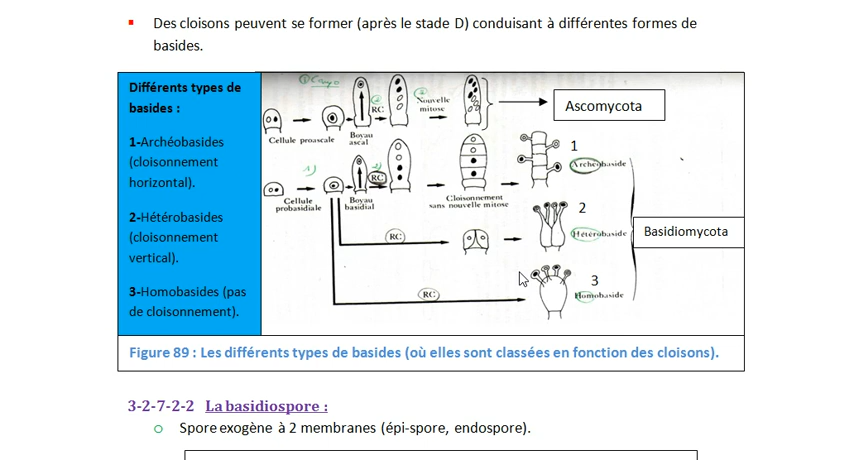 Des cloisons peuvent se former (après le stade D) conduisant à différentes formes de
basides.
Différents types de
basides :
1-Archéobasides
(cloisonnement
horizontal).
2-Hétérobasides
(cloisonnement
vertical).
3-Homobasides (pas
de cloisonnement).
RC
Nouvelle
mitose
Ascomycota
Cellule proascale
Boyau
ascal
1
Archéobaside
RC
Cellule
probasidiale
Boyau
basidial
Cloisonnement
sans nouvelle mitose
2
Hétérobaside
Basidiomycota
RC
3
Homobaside
RC
Figure 89 : Les différents types de basides (où elles sont classées en fonction des cloisons).
3-2-7-2-2 La basidiospore :
Spore exogène à 2 membranes (épi-spore, endospore).